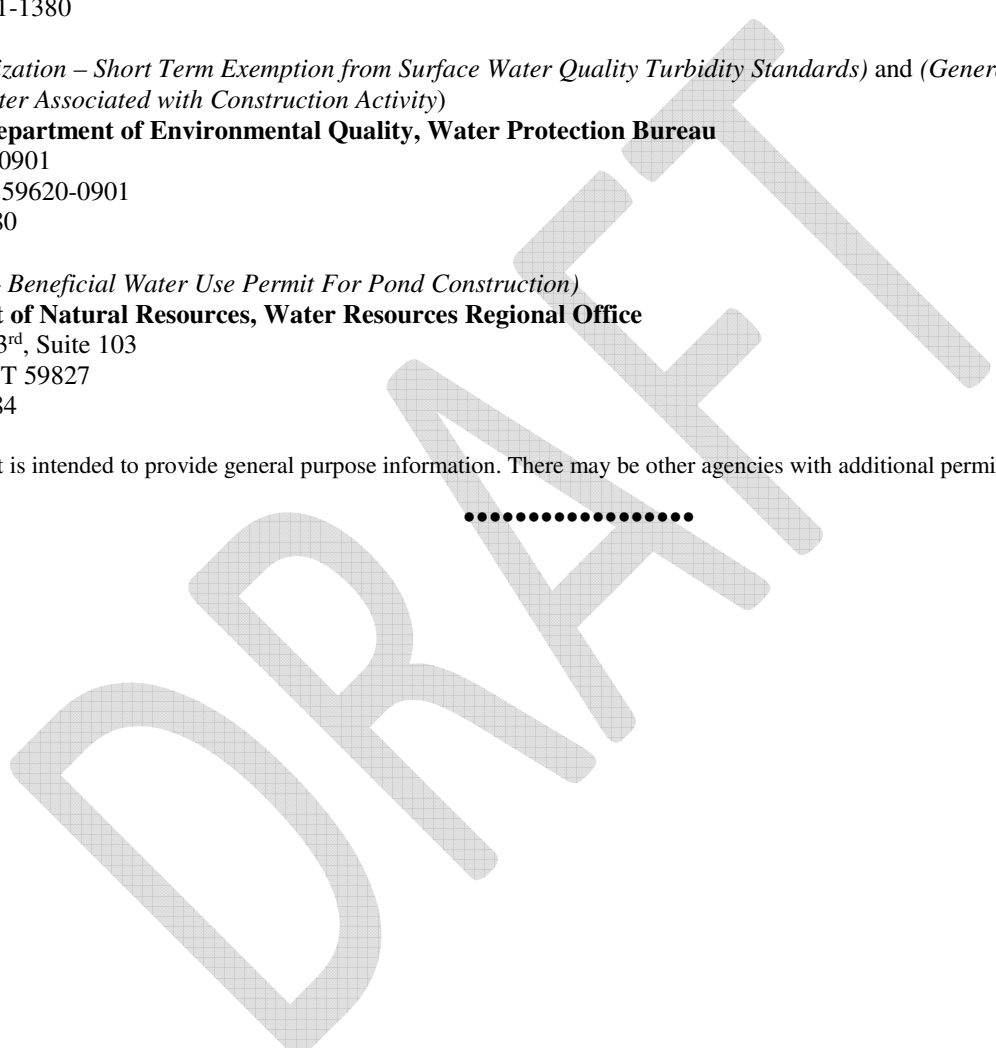 1-1380
ization – Short Term Exemption from Surface Water Quality Turbidity Standards) and (Gener
ter Associated with Construction Activity)
epartment of Environmental Quality, Water Protection Bureau
0901
59620-0901
80
- Beneficial Water Use Permit For Pond Construction)
t of Natural Resources, Water Resources Regional Office
3rd, Suite 103
T 59827
84
t is intended to provide general purpose information. There may be other agencies with additional permi
●●●●●●●●●●●●●●●●●●
DRAFT